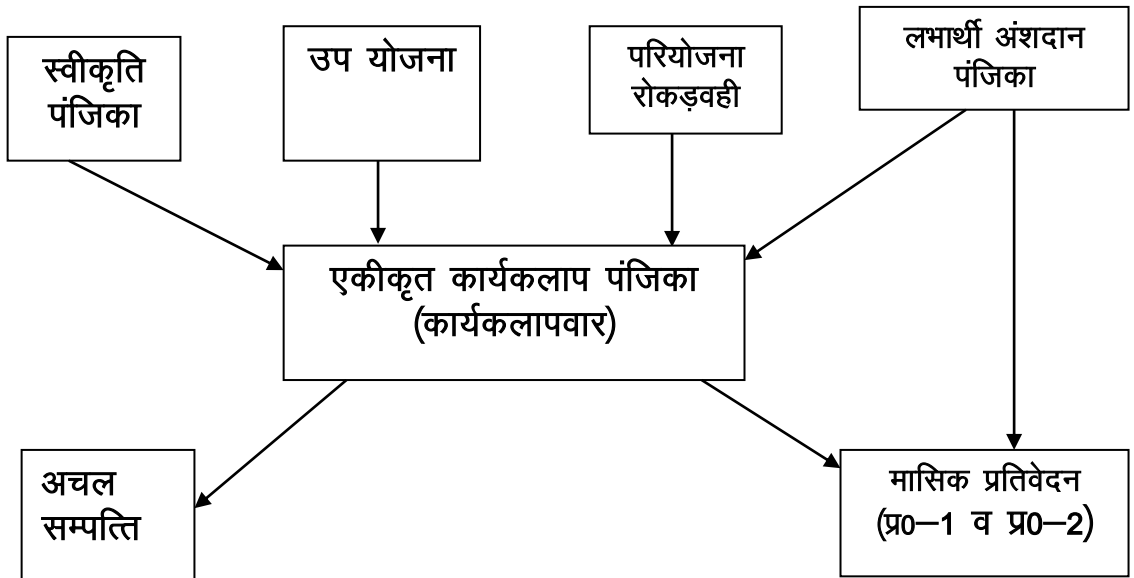 स्वीकृति
पंजिका
उप योजना
परियोजना
रोकड़वही
लभार्थी अंशदान
पंजिका
एकीकृत कार्यकलाप पंजिका
(कार्यकलापवार)
अचल
सम्पत्ति
मासिक प्रतिवेदन
(प्र0–1 व प्र0–2)